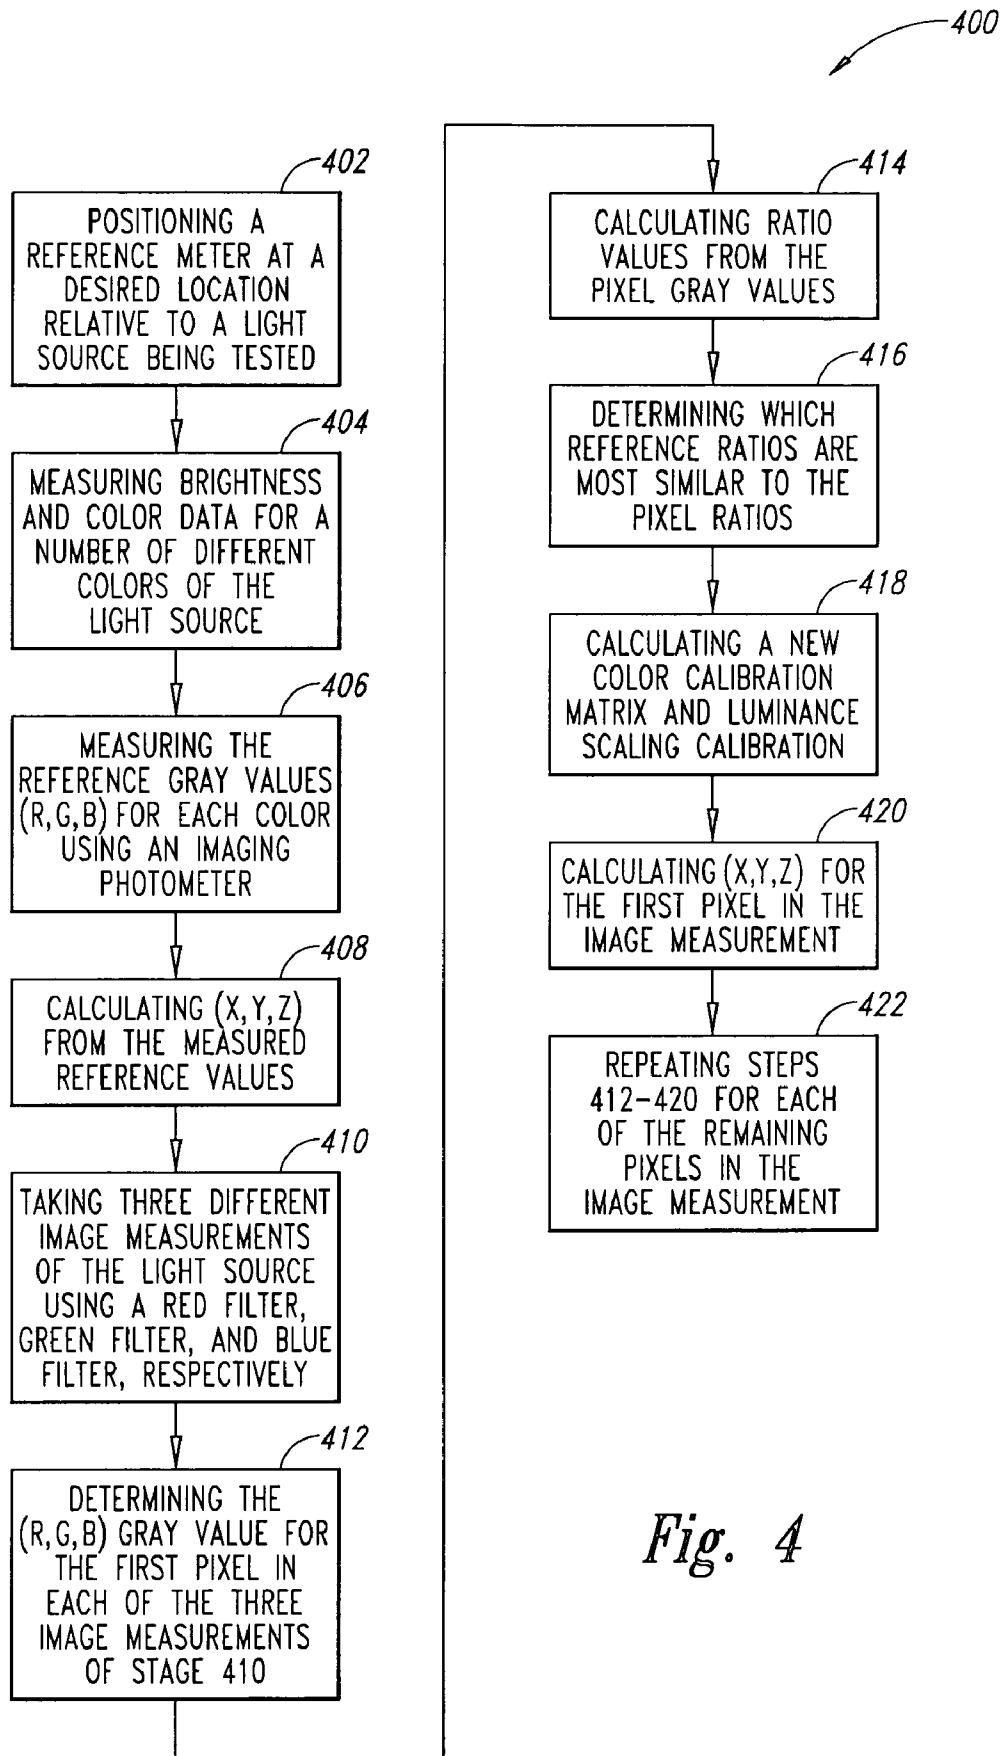 400
402
POSITIONING A
REFERENCE METER AT A
DESIRED LOCATION
RELATIVE TO A LIGHT
SOURCE BEING TESTED
404
MEASURING BRIGHTNESS
AND COLOR DATA FOR A
NUMBER OF DIFFERENT
COLORS OF THE
LIGHT SOURCE
406
MEASURING THE
REFERENCE GRAY VALUES
(R,G,B) FOR EACH COLOR
USING AN IMAGING
PHOTOMETER
408
CALCULATING (X,Y,Z)
FROM THE MEASURED
REFERENCE VALUES
410
TAKING THREE DIFFERENT
IMAGE MEASUREMENTS
OF THE LIGHT SOURCE
USING A RED FILTER,
GREEN FILTER, AND BLUE
FILTER, RESPECTIVELY
412
DETERMINING THE
(R,G,B) GRAY VALUE FOR
THE FIRST PIXEL IN
EACH OF THE THREE
IMAGE MEASUREMENTS
OF STAGE 410
414
CALCULATING RATIO
VALUES FROM THE
PIXEL GRAY VALUES
416
DETERMINING WHICH
REFERENCE RATIOS ARE
MOST SIMILAR TO THE
PIXEL RATIOS
418
CALCULATING A NEW
COLOR CALIBRATION
MATRIX AND LUMINANCE
SCALING CALIBRATION
420
CALCULATING (X,Y,Z) FOR
THE FIRST PIXEL IN THE
IMAGE MEASUREMENT
422
REPEATING STEPS
412-420 FOR EACH
OF THE REMAINING
PIXELS IN THE
IMAGE MEASUREMENT
Fig. 4